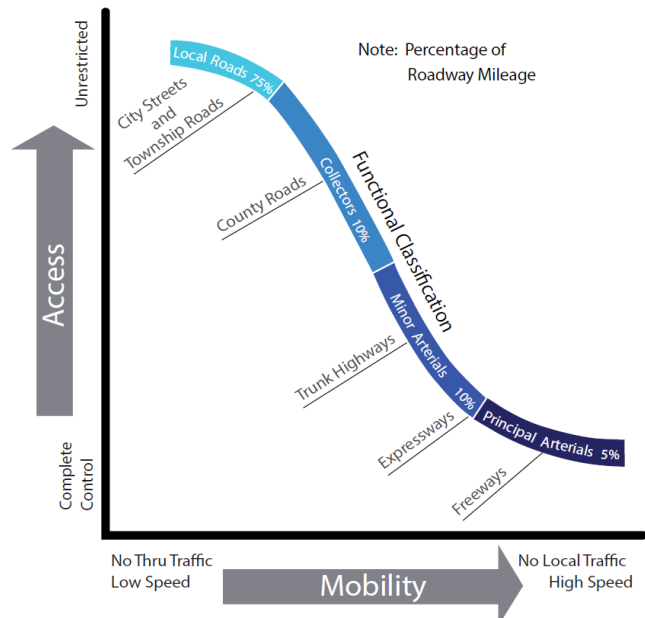 Note: Percentage of
Roadway Mileage
Unrestricted
Access
Complete
Control
Local Roads 75%
City Streets
and
Township Roads
Collectors 10%
County Roads
Functional Classification
Minor Arterials 10%
Trunk Highways
Expressways
Principal Arterials 5%
Freeways
No Thru Traffic
Low Speed
Mobility
No Local Traffic
High Speed